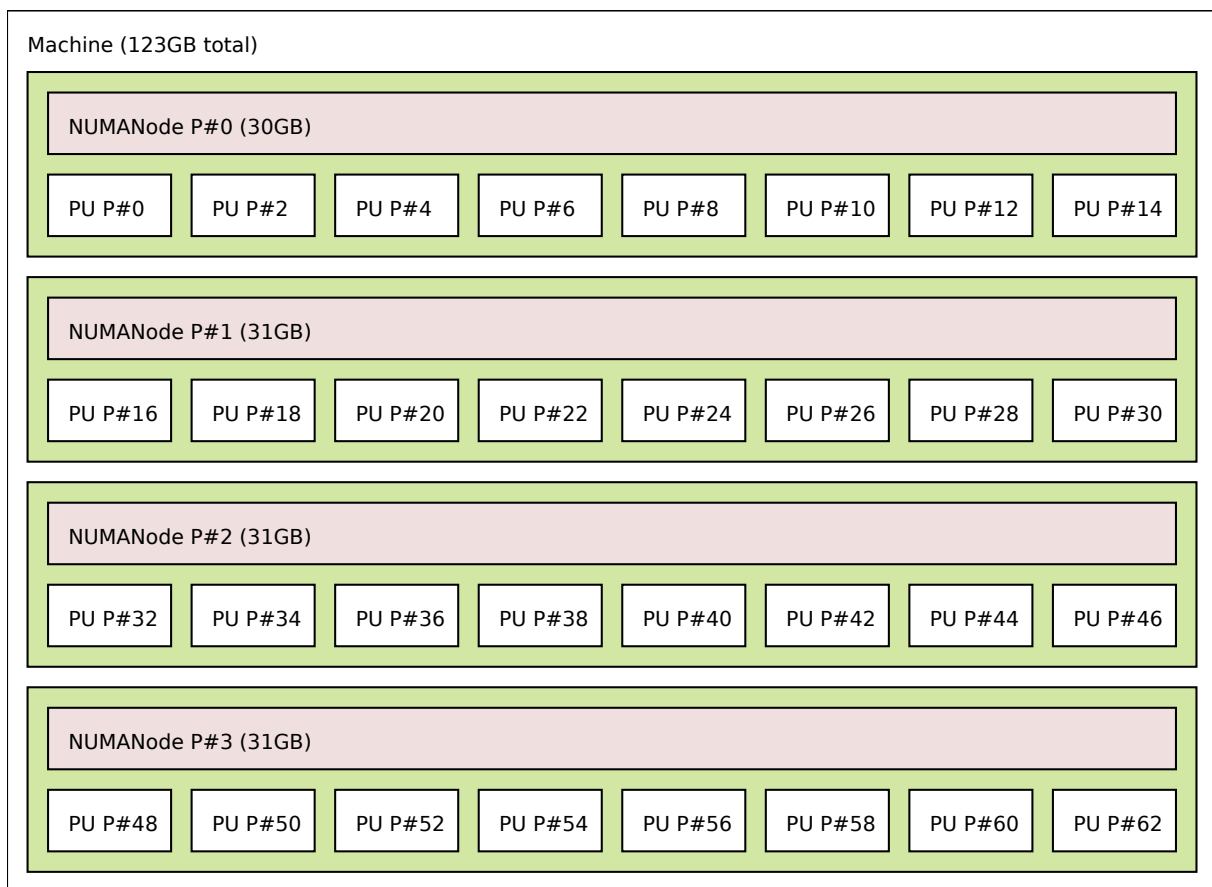 Machine (123GB total)
NUMANode P#0 (30GB)
PU P#0 PU P#2 PU P#4 PU P#6 PU P#8 PU P#10 PU P#12 PU P#14
NUMANode P#1 (31GB)
PU P#16 PU P#18 PU P#20 PU P#22 PU P#24 PU P#26 PU P#28 PU P#30
NUMANode P#2 (31GB)
PU P#32 PU P#34 PU P#36 PU P#38 PU P#40 PU P#42 PU P#44 PU P#46
NUMANode P#3 (31GB)
PU P#48 PU P#50 PU P#52 PU P#54 PU P#56 PU P#58 PU P#60 PU P#62